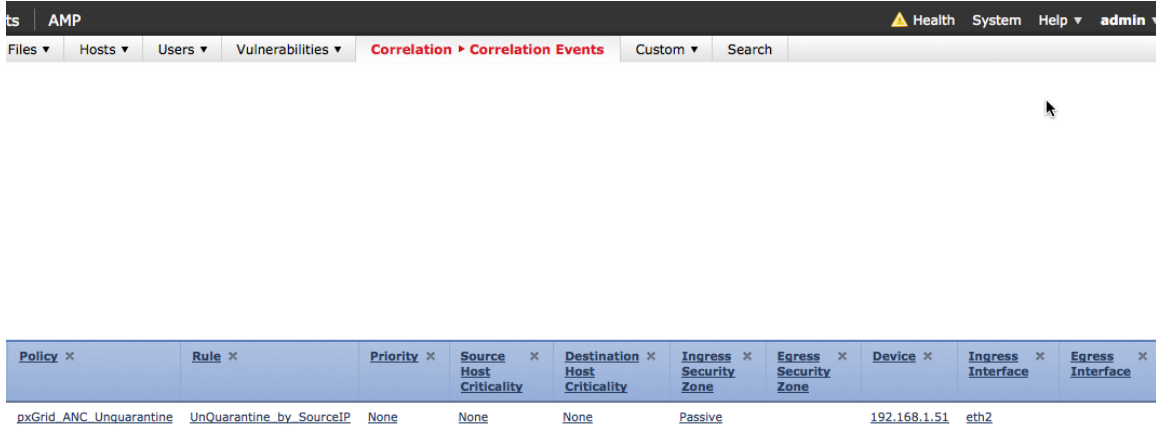 ts AMP Health System Help ▾ admin
Files ▾ Hosts ▾ Users ▾ Vulnerabilities ▾ Correlation ▸ Correlation Events Custom ▾ Search
Policy × Rule × Priority × Source × Destination × Ingress × Egress × Device × Ingress × Egress ×
Host Host Security Security Interface Interface
Criticality Criticality Zone Zone
pxGrid_ANC_Unquarantine UnQuarantine_by_SourceIP None None None Passive 192.168.1.51 eth2